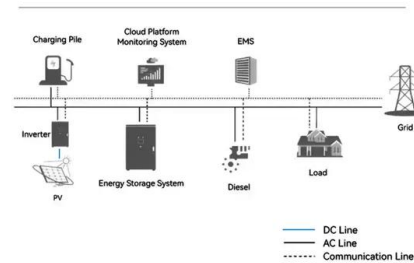 Charging Pile
Cloud Platform
Monitoring System
EMS
Grid
Inverter
PV
Energy Storage System
Diesel
Load
DC Line
AC Line
Communication Line